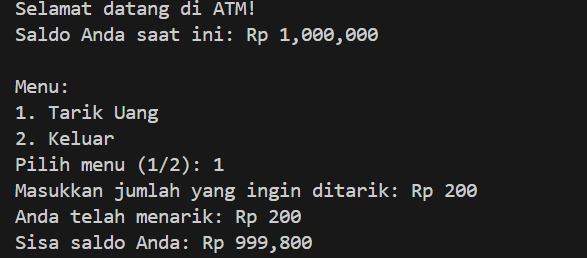 Selamat datang di ATM!
Saldo Anda saat ini: Rp 1,000,000
Menu:
1. Tarik Uang
2. Keluar
Pilih menu (1/2): 1
Masukkan jumlah yang ingin ditarik: Rp 200
Anda telah menarik: Rp 200
Sisa saldo Anda: Rp 999,800